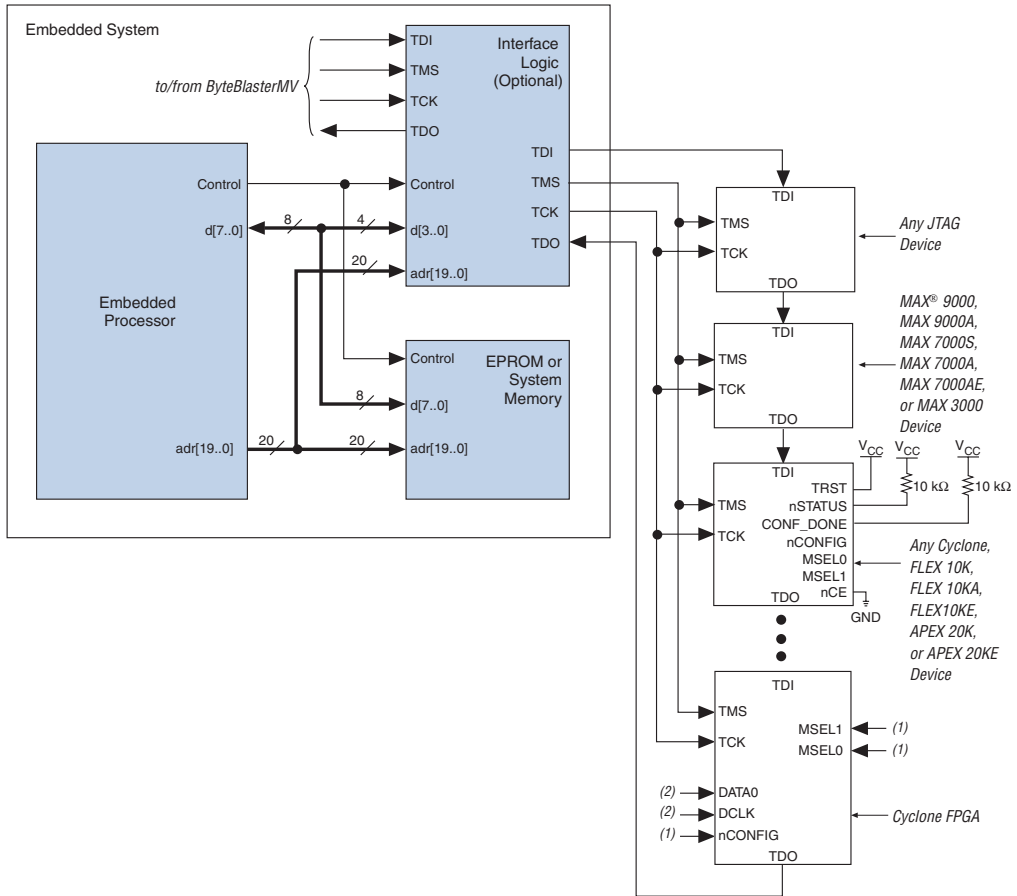 Embedded System
to/from ByteBlasterMV
TDI
TMS
TCK
TDO
Interface
Logic
(Optional)
TDI
TMS
TCK
TDO
Control
d[3..0]
adr[19..0]
Control
d[7..0]
8
4
20
Embedded
Processor
adr[19..0]
20
20
8
Control
d[7..0]
adr[19..0]
EPROM or
System
Memory
TDI
TMS
TCK
TDO
Any JTAG
Device
TDI
TMS
TCK
TDO
MAX® 9000,
MAX 9000A,
MAX 7000S,
MAX 7000A,
MAX 7000AE,
or MAX 3000
Device
TDI
TMS
TCK
TDO
TRST
nSTATUS
CONF_DONE
nCONFIG
MSEL0
MSEL1
nCE
VCC
VCC
VCC
10 kΩ
10 kΩ
GND
Any Cyclone,
FLEX 10K,
FLEX 10KA,
FLEX10KE,
APEX 20K,
or APEX 20KE
Device
TDI
TMS
TCK
MSEL1
(1)
MSEL0
(1)
(2)
DATA0
(2)
DCLK
(1)
nCONFIG
TDO
Cyclone FPGA